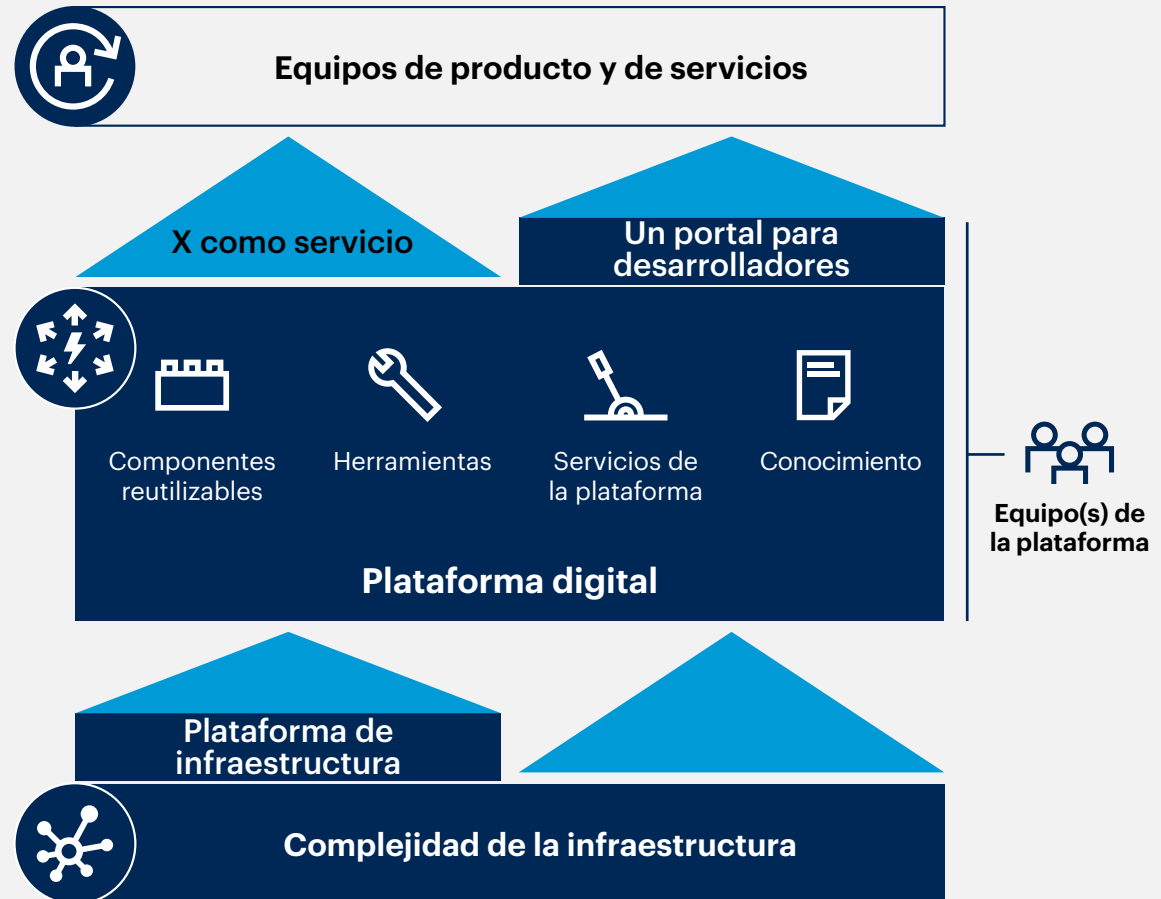 Equipos de producto y de servicios
X como servicio
Un portal para
desarrolladores
Componentes
reutilizables
Herramientas
Servicios de
la plataforma
Conocimiento
Equipo(s) de
la plataforma
Plataforma digital
Plataforma de
infraestructura
Complejidad de la infraestructura